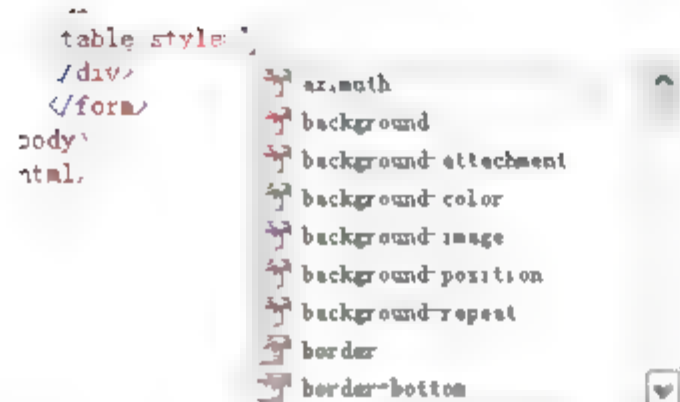 table style="
/div>
</form>
body>
html>
azimuth
background
background-attachment
background-color
background-image
background-position
background-repeat
border
border-bottom